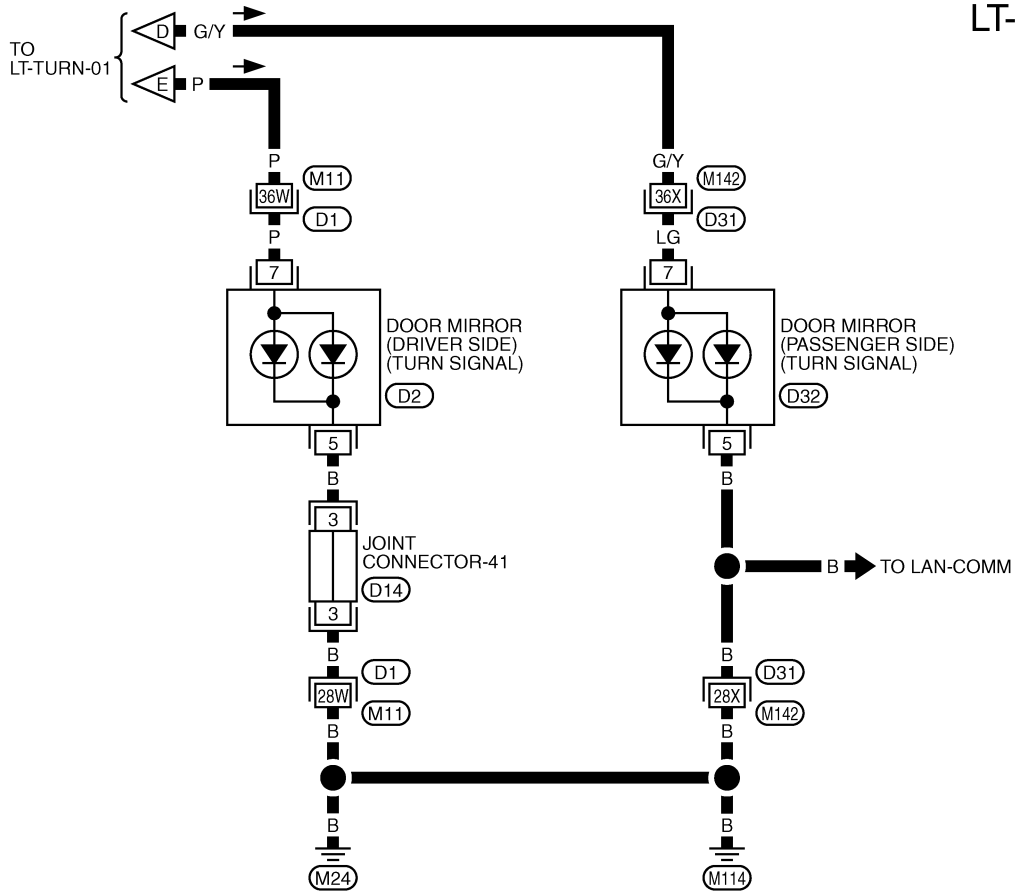 LT-
TO
LT-TURN-01
D
G/Y
E
P
P
G/Y
36W
M11
36X
M142
D1
D31
P
LG
7
7
DOOR MIRROR
(DRIVER SIDE)
(TURN SIGNAL)
D2
DOOR MIRROR
(PASSENGER SIDE)
(TURN SIGNAL)
D32
5
5
B
B
3
JOINT
CONNECTOR-41
D14
3
B
TO LAN-COMM
B
B
D1
D31
28W
28X
M11
M142
B
B
B
B
M24
M114